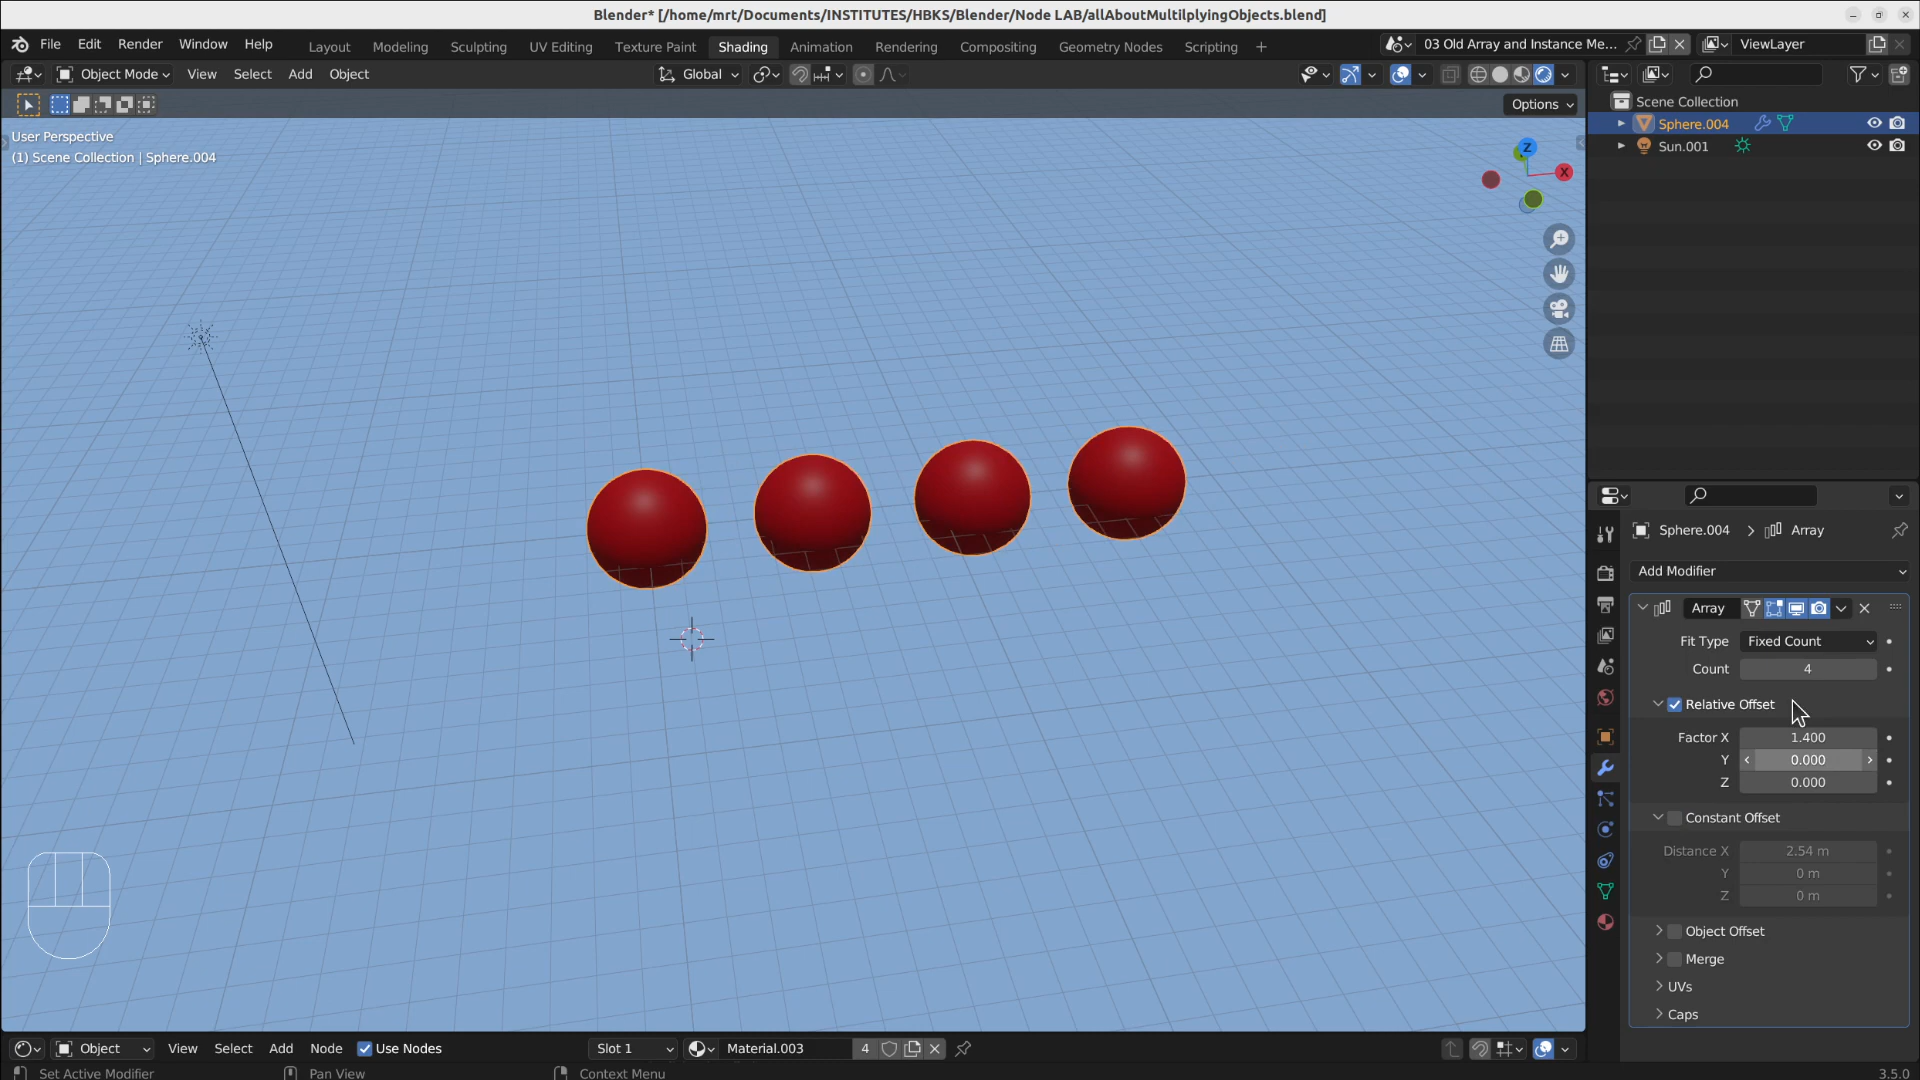 Blender* [/home/mrt/Documents/INSTITUTES/HBKS/Blender/Node LAB/allAboutMultilplyingObjects.blend]
File Edit Render Window Help Layout Modeling Sculpting UV Editing Texture Paint Shading Animation Rendering Compositing Geometry Nodes Scripting + 03 Old Array and Instance Me... ViewLayer
Object Mode View Select Add Object Global
Options
User Perspective
(1) Scene Collection | Sphere.004
Z
X
Scene Collection
Sphere.004
Sun.001
Sphere.004 > Array
Add Modifier
Array
Fit Type Fixed Count
Count 4
Relative Offset
Factor X 1.400
Y 0.000
Z 0.000
Constant Offset
Distance X 2.54 m
Y 0 m
Z 0 m
Object Offset
Merge
UVs
Caps
Object View Select Add Node Use Nodes Slot 1 Material.003 4
Set Active Modifier Pan View Context Menu 3.5.0